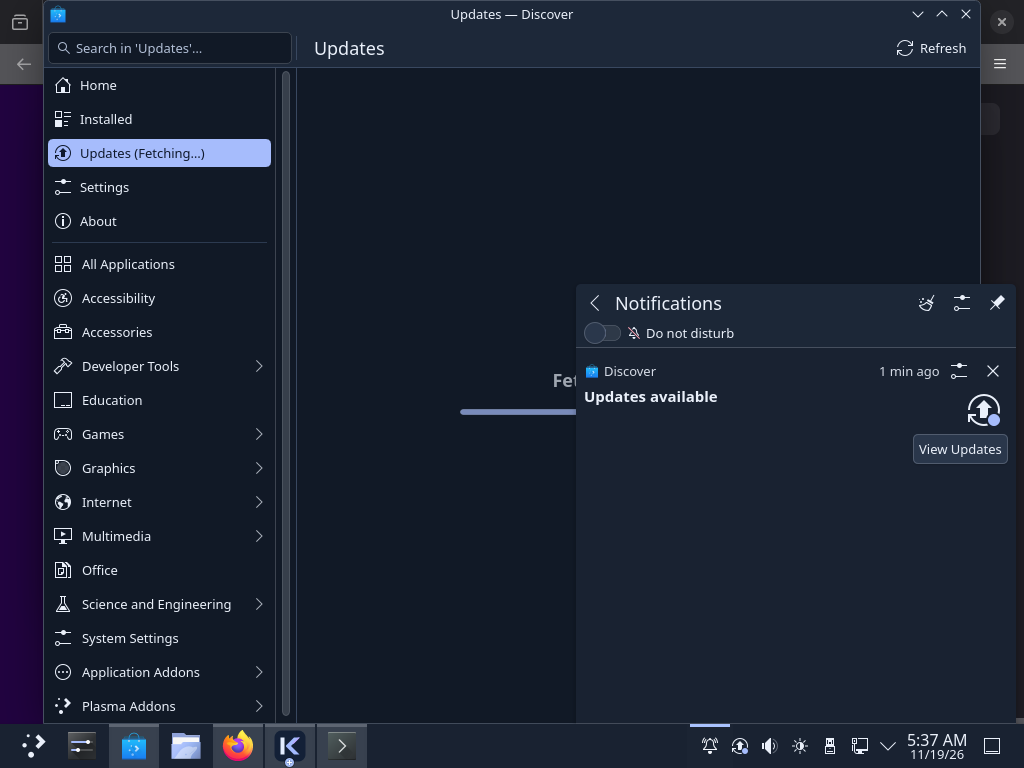 Updates — Discover
Search in 'Updates'...
Updates
Refresh
Home
Installed
Updates (Fetching...)
Settings
About
All Applications
Accessibility
Accessories
Developer Tools
Education
Games
Graphics
Internet
Multimedia
Office
Science and Engineering
System Settings
Application Addons
Plasma Addons
Notifications
Do not disturb
Discover
1 min ago
Updates available
View Updates
5:37 AM
11/19/26